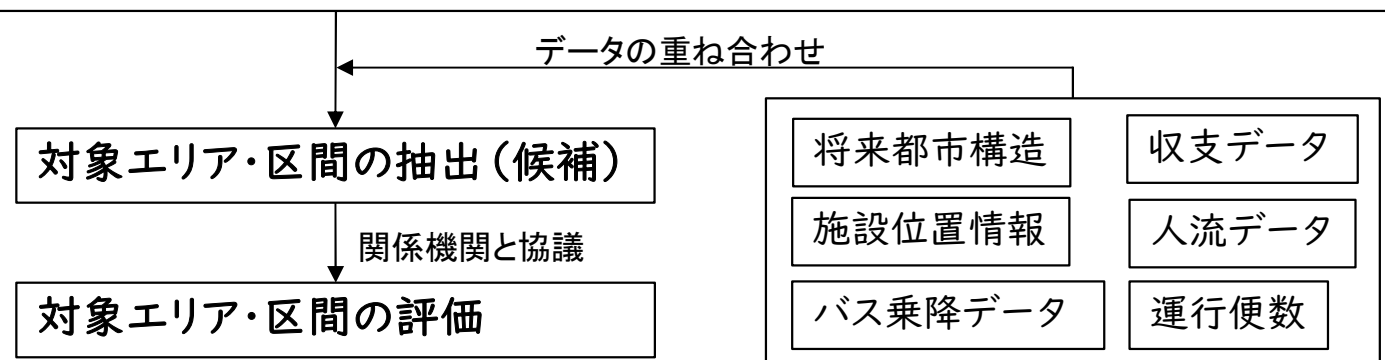 データの重ね合わせ
対象エリア・区間の抽出（候補）
関係機関と協議
対象エリア・区間の評価
将来都市構造
収支データ
施設位置情報
人流データ
バス乗降データ
運行便数